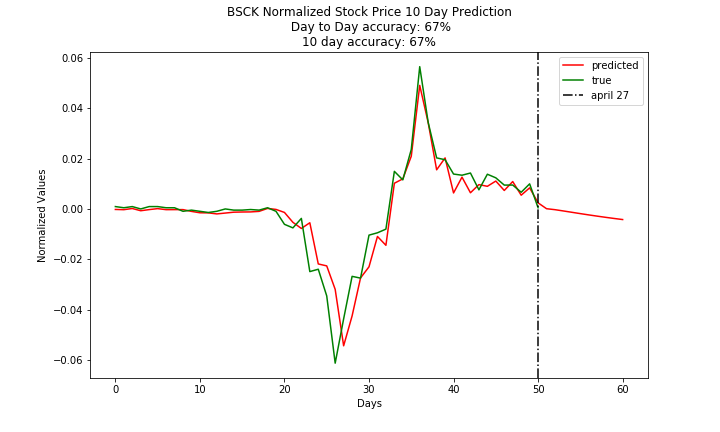 BSCK Normalized Stock Price 10 Day Prediction
Day to Day accuracy: 67%
10 day accuracy: 67%
predicted
true
april 27
Normalized Values
0.06
0.04
0.02
0.00
−0.02
−0.04
−0.06
0 10 20 30 40 50 60
Days